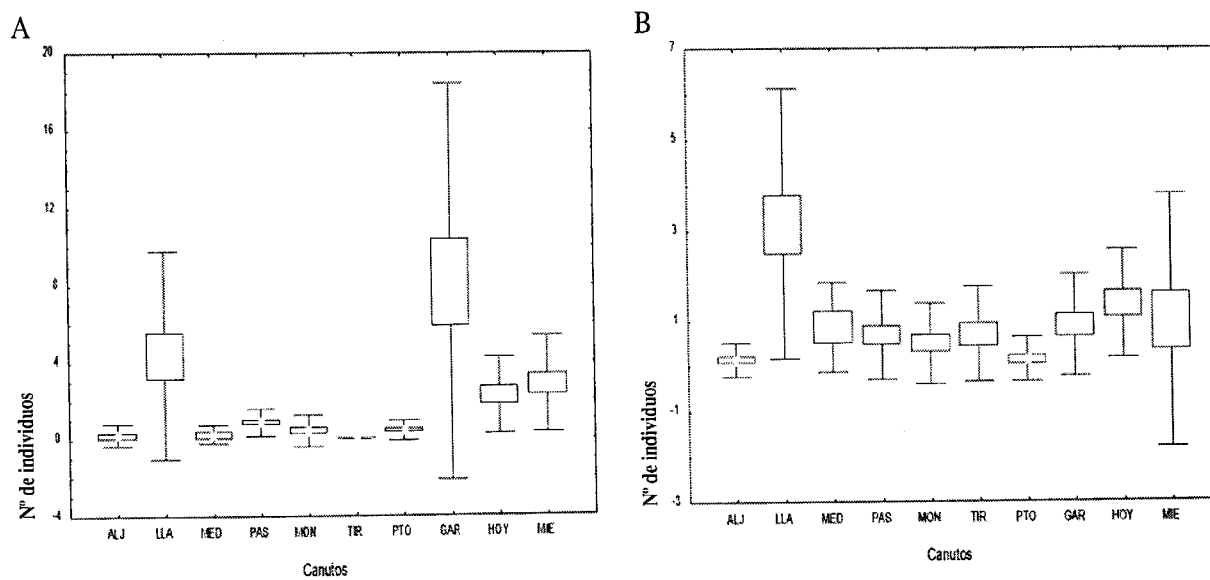 A
20
16
12
8
4
0
-4
Nº de individuos
ALJ LLA MED PAS MON TIR PTO GAR HOY MIE
Canutos
B
7
5
3
1
-1
-3
Nº de individuos
ALJ LLA MED PAS MON TIR PTO GAR HOY MIE
Canutos